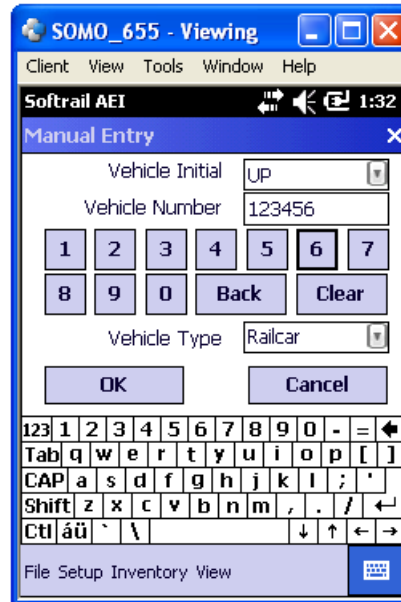 SOMO_655 - Viewing
Client View Tools Window Help
Softrail AEI 1:32
Manual Entry
Vehicle Initial UP
Vehicle Number 123456
1 2 3 4 5 6 7
8 9 0 Back Clear
Vehicle Type Railcar
OK Cancel
123 1 2 3 4 5 6 7 8 9 0 - =
Tab q w e r t y u i o p [ ]
CAP a s d f g h j k l ; '
Shift z x c v b n m , . /
Ctl áü ` \
File Setup Inventory View